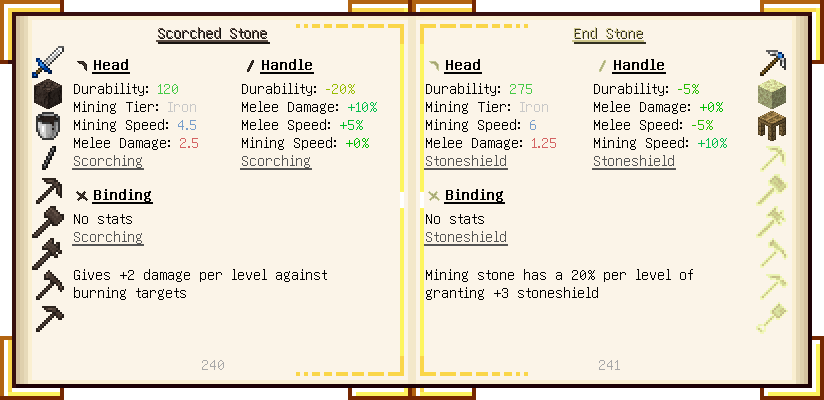 Scorched Stone
Head
Durability: 120
Mining Tier: Iron
Mining Speed: 4.5
Melee Damage: 2.5
Scorching
Handle
Durability: -20%
Melee Damage: +10%
Melee Speed: +5%
Mining Speed: +0%
Scorching
Binding
No stats
Scorching
Gives +2 damage per level against
burning targets
240
End Stone
Head
Durability: 275
Mining Tier: Iron
Mining Speed: 6
Melee Damage: 1.25
Stoneshield
Handle
Durability: -5%
Melee Damage: +0%
Melee Speed: -5%
Mining Speed: +10%
Stoneshield
Binding
No stats
Stoneshield
Mining stone has a 20% per level of
granting +3 stoneshield
241